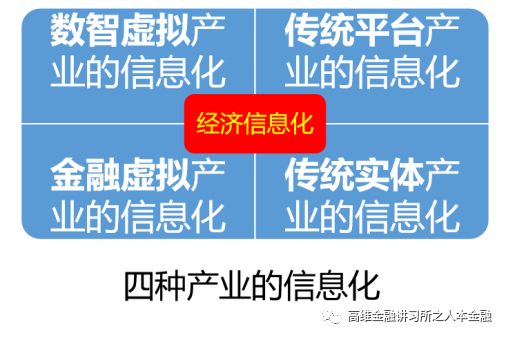 数智虚拟产
业的信息化
传统平台产
业的信息化
经济信息化
金融虚拟产
业的信息化
传统实体产
业的信息化
四种产业的信息化
高维金融讲习所之人本金融